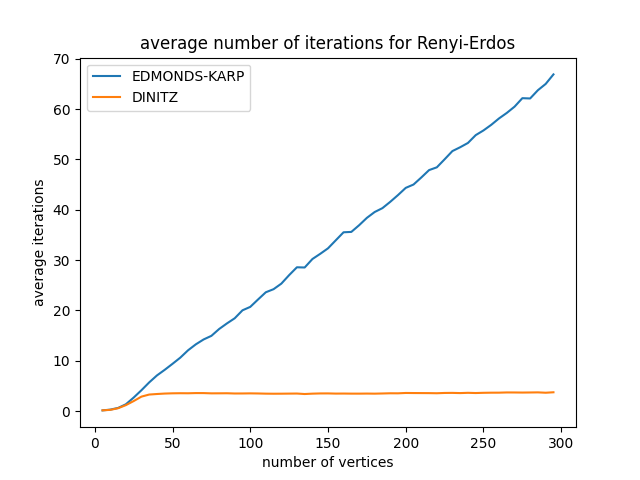 average number of iterations for Renyi-Erdos
EDMONDS-KARP
DINITZ
70
60
50
40
30
20
10
0
average iterations
0 50 100 150 200 250 300
number of vertices